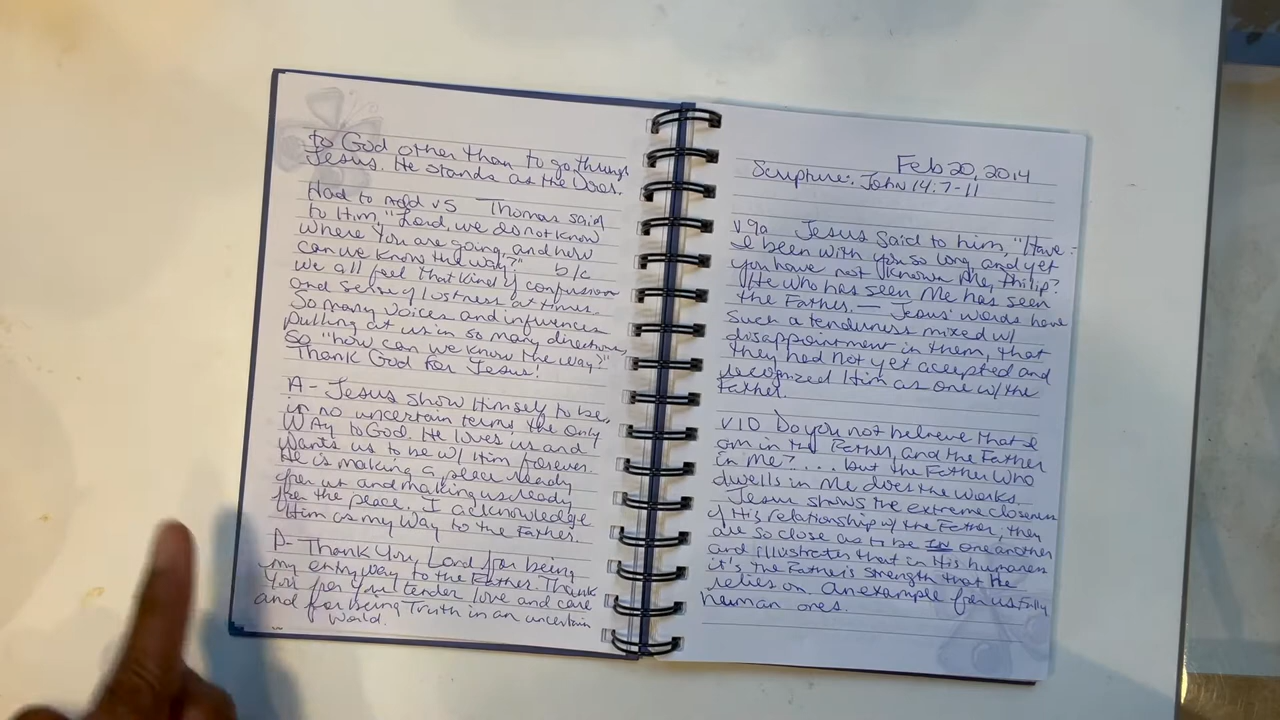 to God other than to go through
Jesus. He stands as the Door.
Had to add v5 Thomas said
to Him, "Lord, we do not know
where You are going, and how
can we know the way?" b/c
we all feel that kind of confusion
and sense of lostness at times.
So many voices and influences
pulling at us in so many directions,
so "how can we know the way?"
Thank God for Jesus!
A- Jesus show Himself to be,
in no uncertain terms the only
Way to God. He loves us and
wants us to be w/ Him forever.
He is making a place ready
for us and making us ready
for the place. I acknowledge
Him as my Way to the Father.
P- Thank You, Lord for being
my entry way to the Father. Thank
You for your tender love and care
and for being Truth in an uncertain
world.
Feb 20, 2014
Scripture: John 14:7-11
V9a Jesus said to him, "Have
I been with you so long, and yet
you have not known Me, Philip?
He who has seen Me has seen
the Father. — Jesus' words have
such a tenderness mixed w/
disappointment in them, that
they had not yet accepted and
recognized Him as one w/ the
Father.
V10 Do you not believe that I
am in the Father, and the Father
in Me? .... but the Father Who
dwells in Me does the works.
Jesus shows the extreme closeness
of His relationship w/ the Father, they
are so close as to be IN one another
and illustrates that in His humanness
it's the Father's strength that He
relies on. An example for us, Fully
human ones.